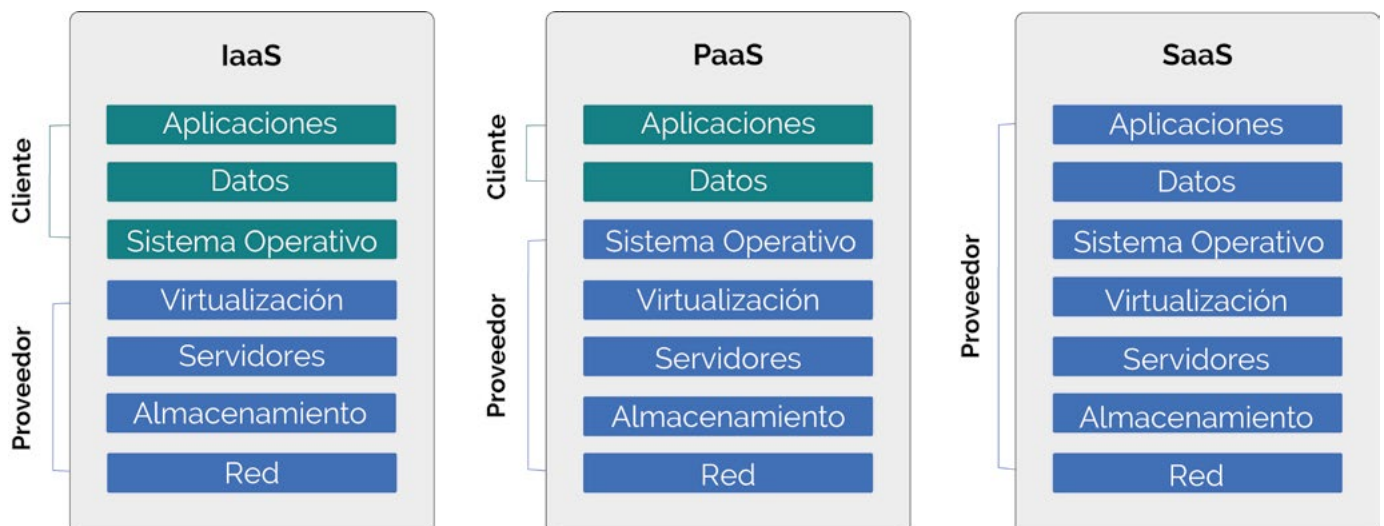 IaaS
Cliente
Aplicaciones
Datos
Sistema Operativo
Proveedor
Virtualización
Servidores
Almacenamiento
Red
PaaS
Cliente
Aplicaciones
Datos
Proveedor
Sistema Operativo
Virtualización
Servidores
Almacenamiento
Red
SaaS
Proveedor
Aplicaciones
Datos
Sistema Operativo
Virtualización
Servidores
Almacenamiento
Red